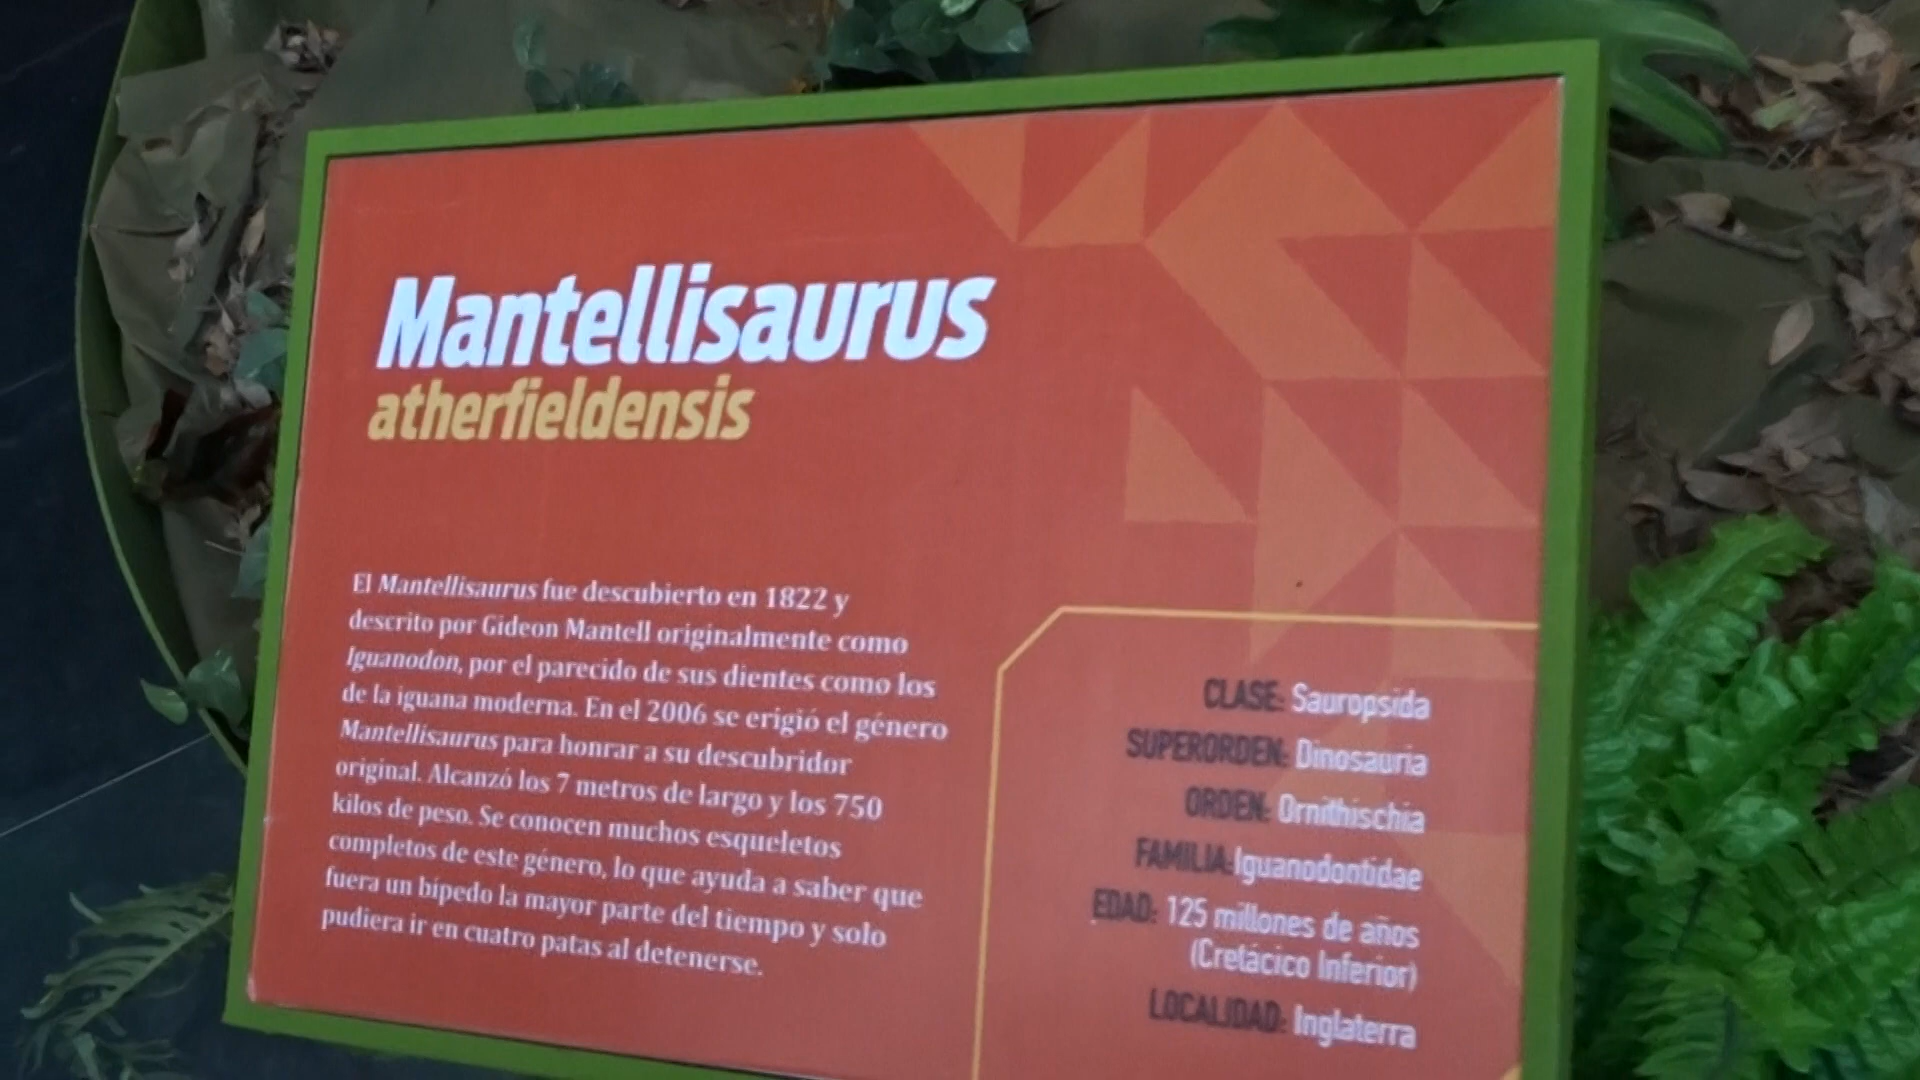 Mantellisaurus
atherfieldensis
El Mantellisaurus fue descubierto en 1822 y
descrito por Gideon Mantell originalmente como
Iguanodon, por el parecido de sus dientes como los
de la iguana moderna. En el 2006 se erigió el género
Mantellisaurus para honrar a su descubridor
original. Alcanzó los 7 metros de largo y los 750
kilos de peso. Se conocen muchos esqueletos
completos de este género, lo que ayuda a saber que
fuera un bípedo la mayor parte del tiempo y solo
pudiera ir en cuatro patas al detenerse.
CLASE: Sauropsida
SUPERORDEN: Dinosauria
ORDEN: Ornithischia
FAMILIA: Iguanodontidae
EDAD: 125 millones de años
(Cretácico Inferior)
LOCALIDAD: Inglaterra